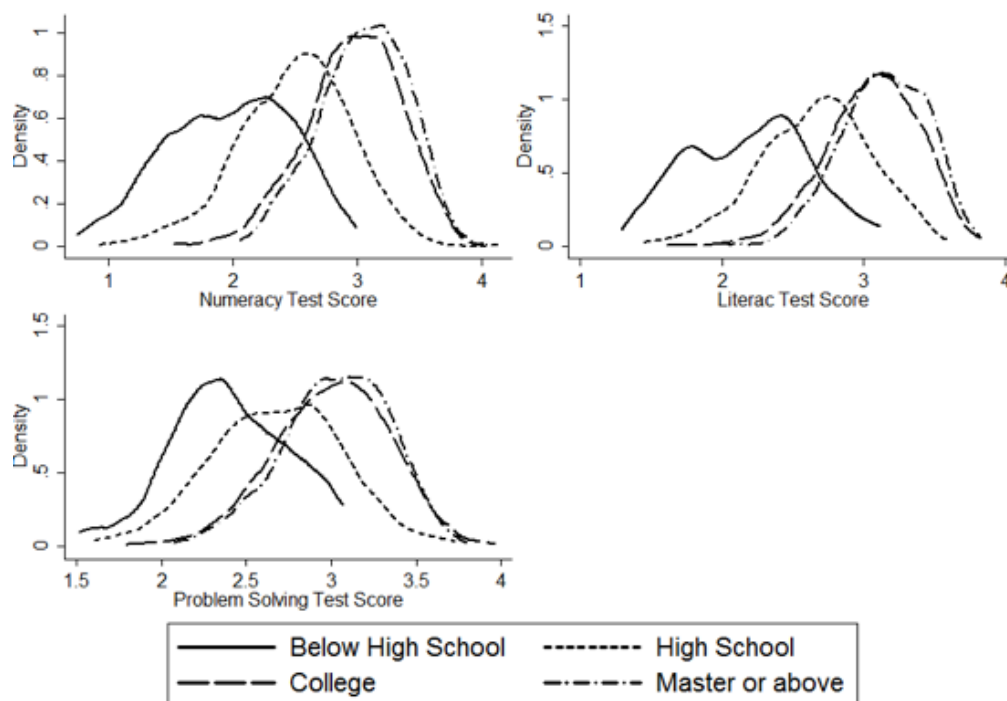 Density
0 .2 .4 .6 .8 1
1 2 3 4
Numeracy Test Score
Density
0 .5 1 1.5
1 2 3 4
Literac Test Score
Density
0 .5 1 1.5
1.5 2 2.5 3 3.5 4
Problem Solving Test Score
Below High School High School
College Master or above